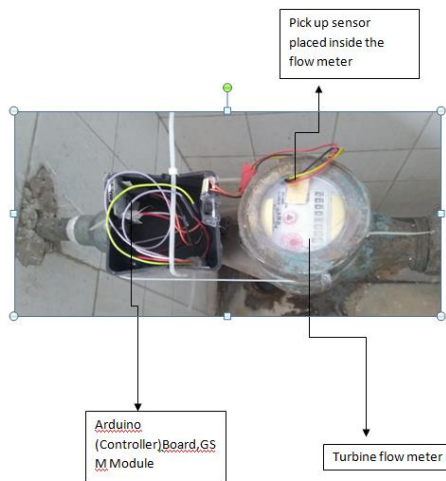 Pick up sensor
placed inside the
flow meter
Arduino
(Controller)Board,GS
M Module
Turbine flow meter